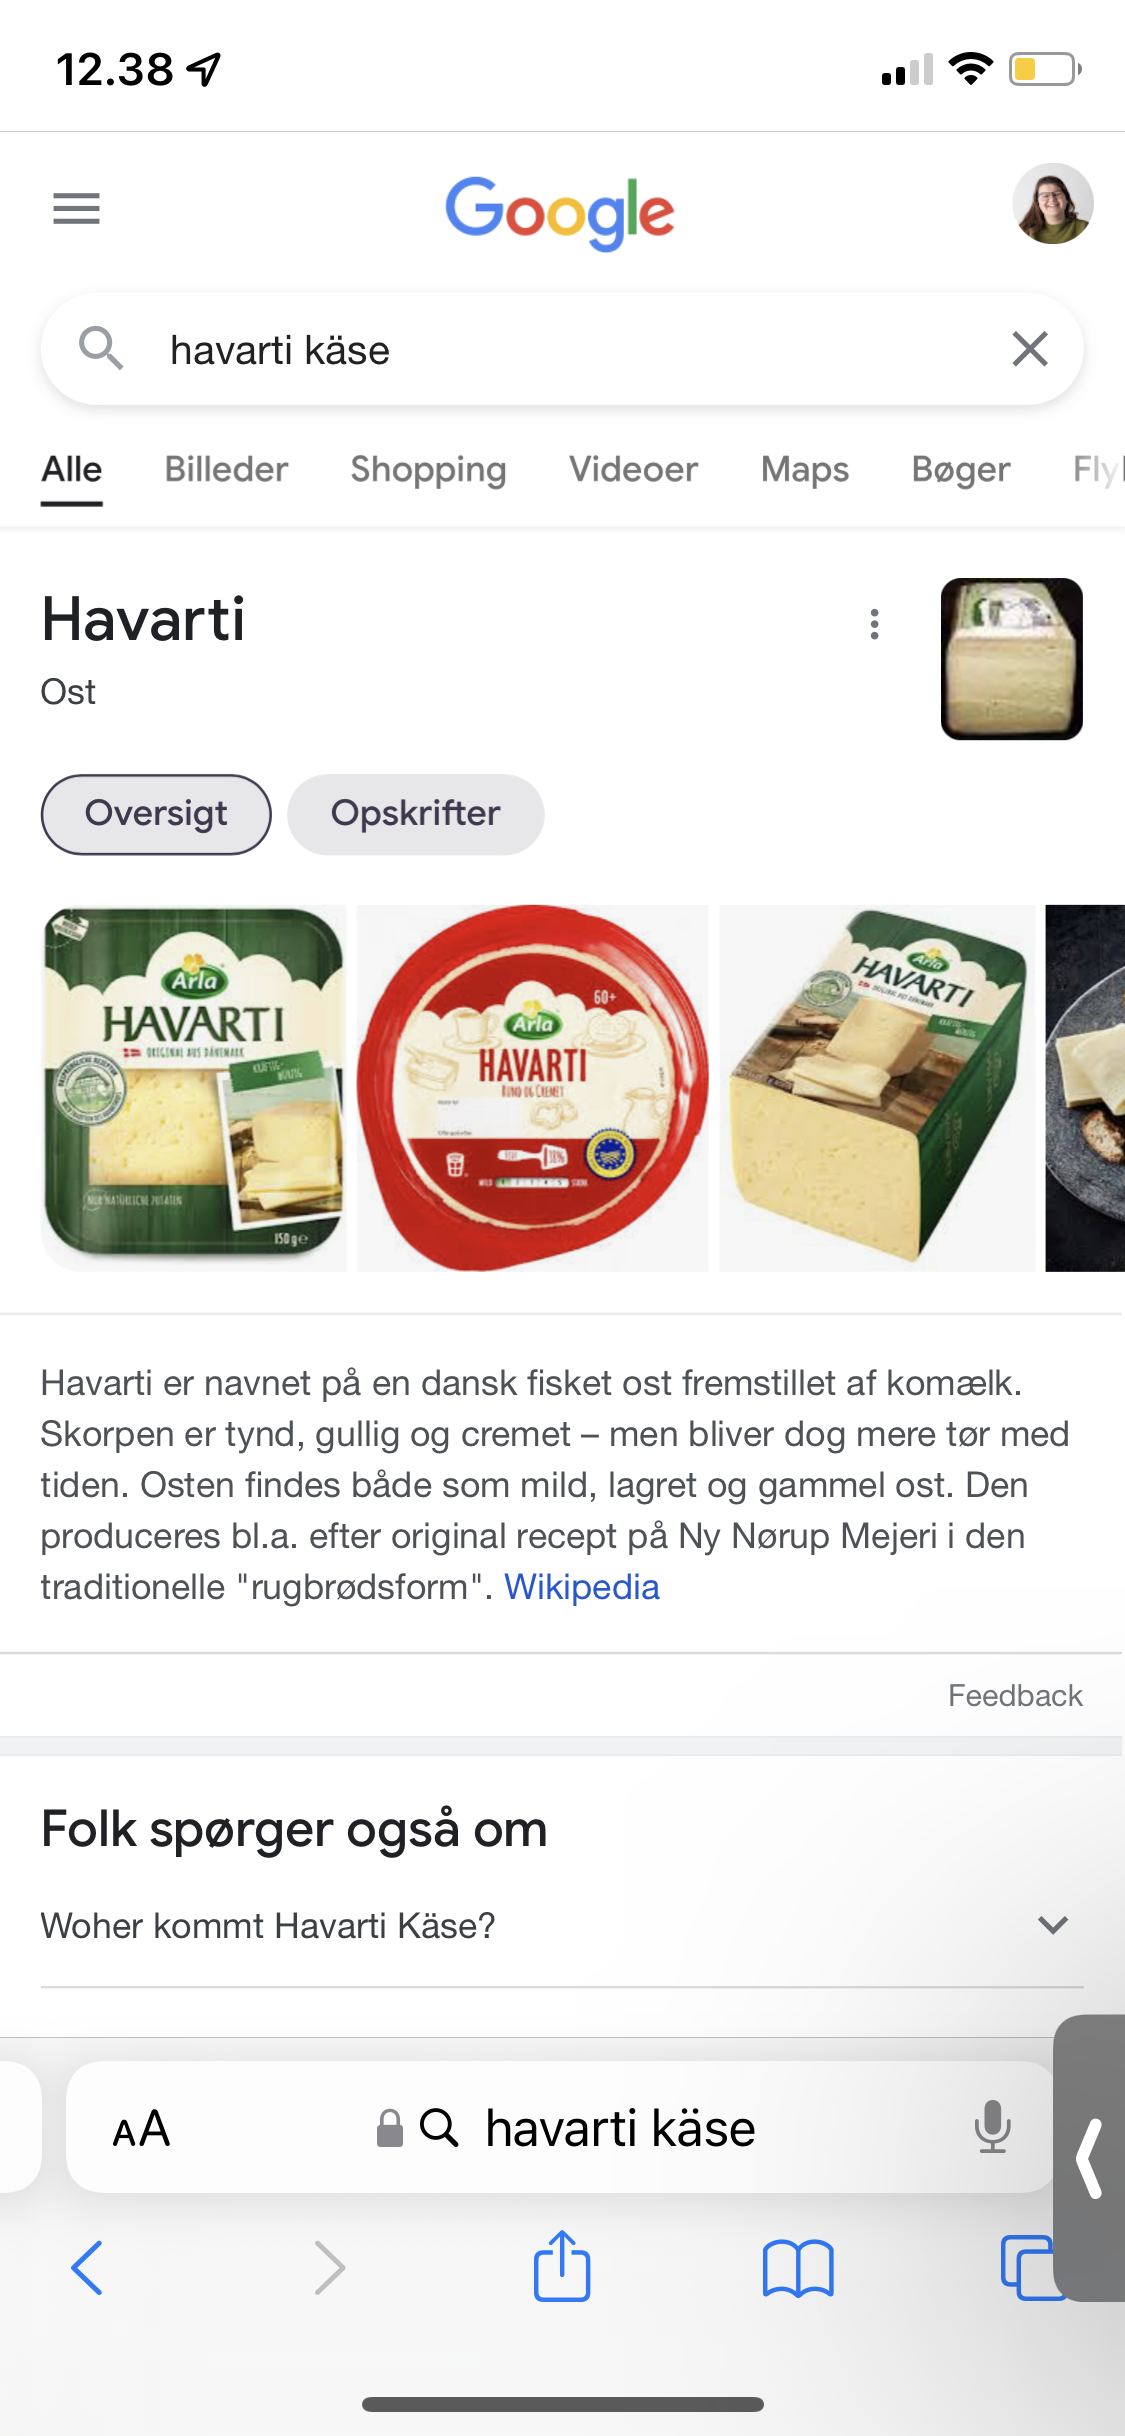 12.38
Google
havarti käse
Alle Billeder Shopping Videoer Maps Bøger Fly
Havarti
Ost
Oversigt Opskrifter
Arla
HAVARTI
ORIGINAL AUS DÄNEMARK
KRÄFTIG-
WÜRZIG
NUR NATÜRLICHE ZUTATEN
150 g e
60+
Arla
HAVARTI
RUND OG CREMET
MILD
Arla
HAVARTI
ORIGINAL AUS DÄNEMARK
Havarti er navnet på en dansk fisket ost fremstillet af komælk.
Skorpen er tynd, gullig og cremet – men bliver dog mere tør med
tiden. Osten findes både som mild, lagret og gammel ost. Den
produceres bl.a. efter original recept på Ny Nørup Mejeri i den
traditionelle "rugbrødsform". Wikipedia
Feedback
Folk spørger også om
Woher kommt Havarti Käse?
AA havarti käse